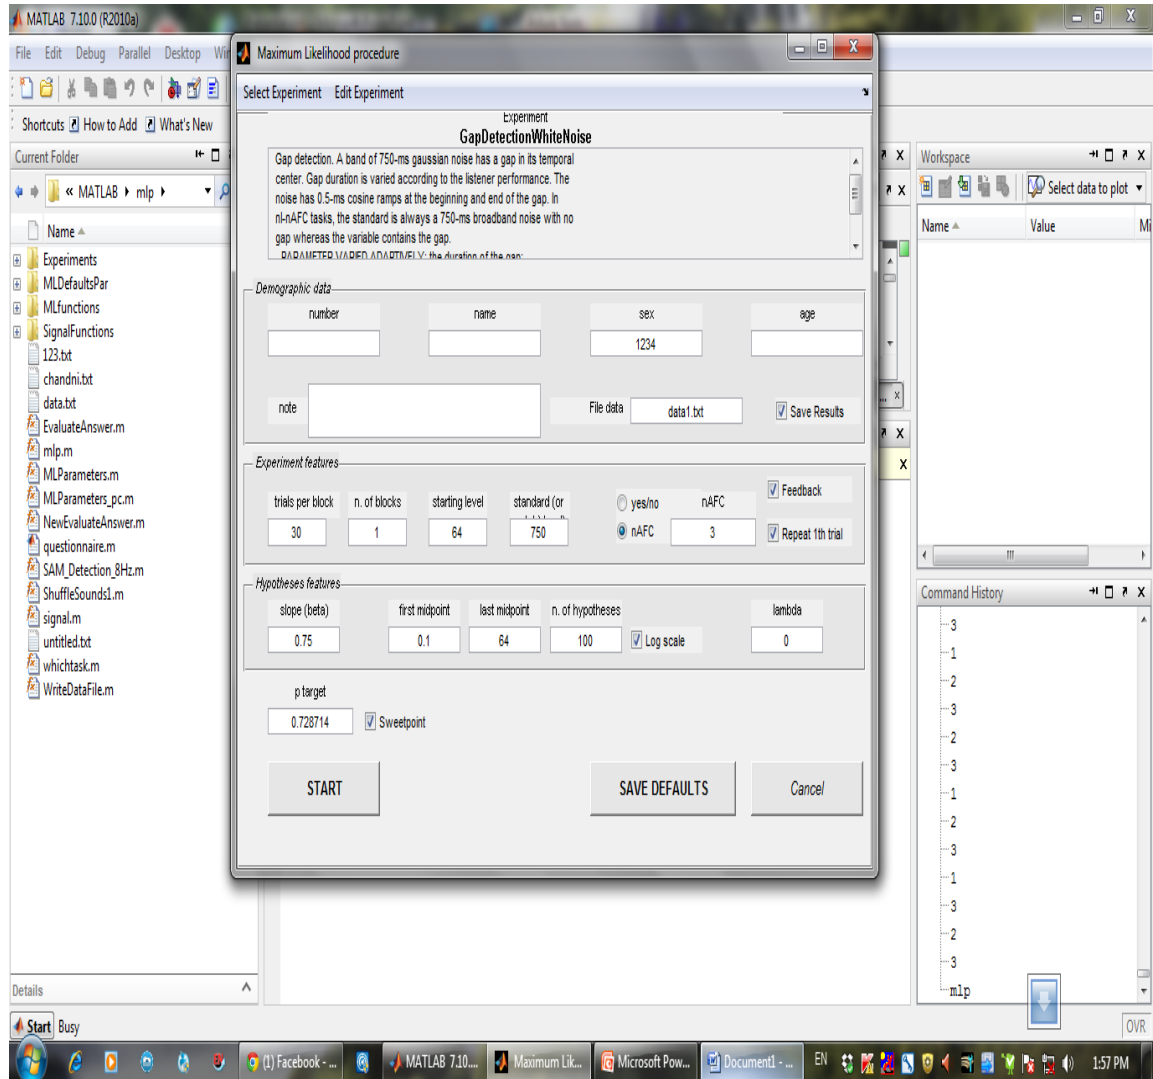 MATLAB 7.10.0 (R2010a)
File Edit Debug Parallel Desktop Win
Shortcuts How to Add What's New
Current Folder
« MATLAB mlp
Name
Experiments
MLDefaultsPar
MLfunctions
SignalFunctions
123.txt
chandni.txt
data.txt
EvaluateAnswer.m
mlp.m
MLParameters.m
MLParameters_pc.m
NewEvaluateAnswer.m
questionnaire.m
SAM_Detection_8Hz.m
ShuffleSounds1.m
signal.m
untitled.txt
whichtask.m
WriteDataFile.m
Details
Maximum Likelihood procedure
Select Experiment Edit Experiment
Experiment
GapDetectionWhiteNoise
Gap detection. A band of 750-ms gaussian noise has a gap in its temporal
center. Gap duration is varied according to the listener performance. The
noise has 0.5-ms cosine ramps at the beginning and end of the gap. In
nl-nAFC tasks, the standard is always a 750-ms broadband noise with no
gap whereas the variable contains the gap.
PARAMETER VARIED ADAPTIVELY: the duration of the gap;
Demographic data
number name sex age
1234
note File data data1.txt Save Results
Experiment features
trials per block n. of blocks starting level standard (or yes/no nAFC Feedback
30 1 64 750 nAFC 3 Repeat 1th trial
Hypotheses features
slope (beta) first midpoint last midpoint n. of hypotheses lambda
0.75 0.1 64 100 Log scale 0
p target
0.728714 Sweetpoint
START SAVE DEFAULTS Cancel
Workspace
Select data to plot
Name Value Mi
Command History
3
1
2
3
2
3
1
2
3
1
3
2
3
mlp
Start Busy OVR
(1) Facebook - ... MATLAB 7.10.... Maximum Lik... Microsoft Pow... Document1 - ... EN 1:57 PM